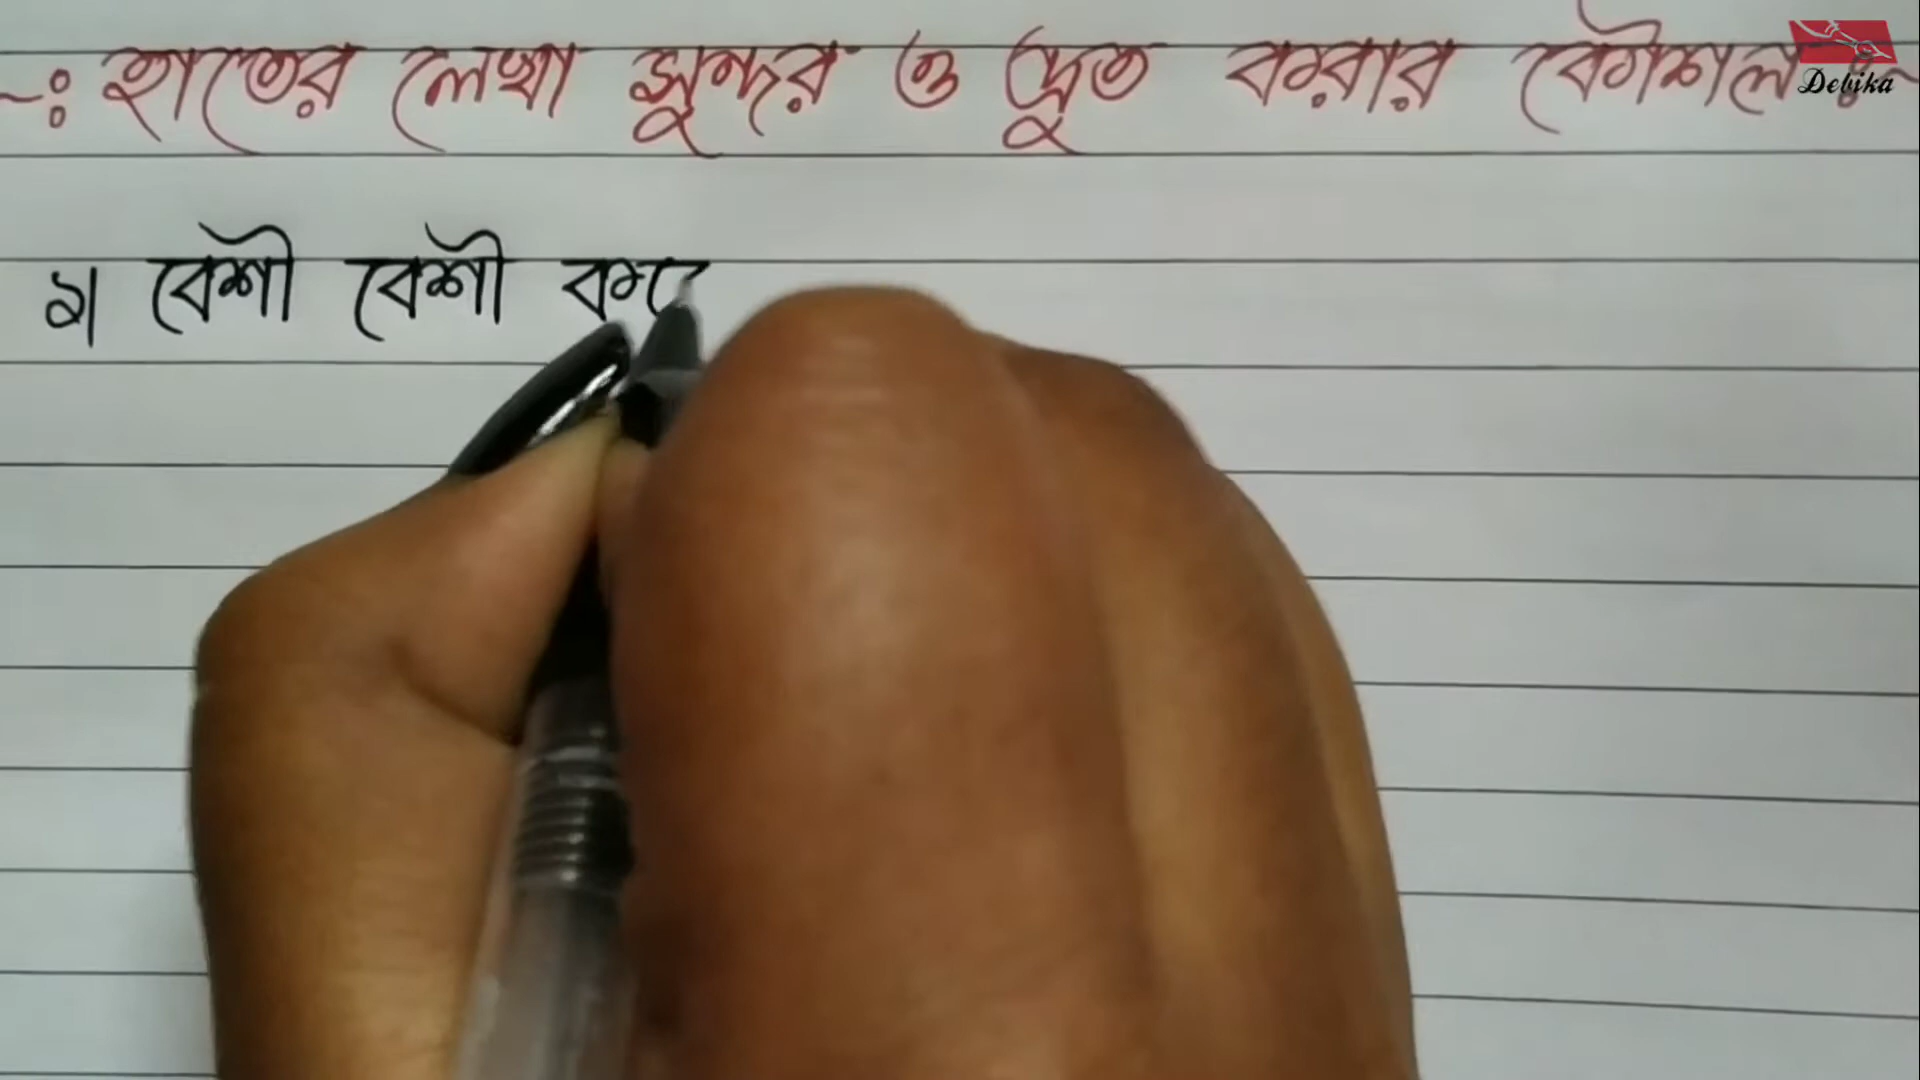 ~ঃ হাতের লেখা সুন্দর ও দ্রুত করার কৌশল ঃ~
Debika
১। বেশী বেশী